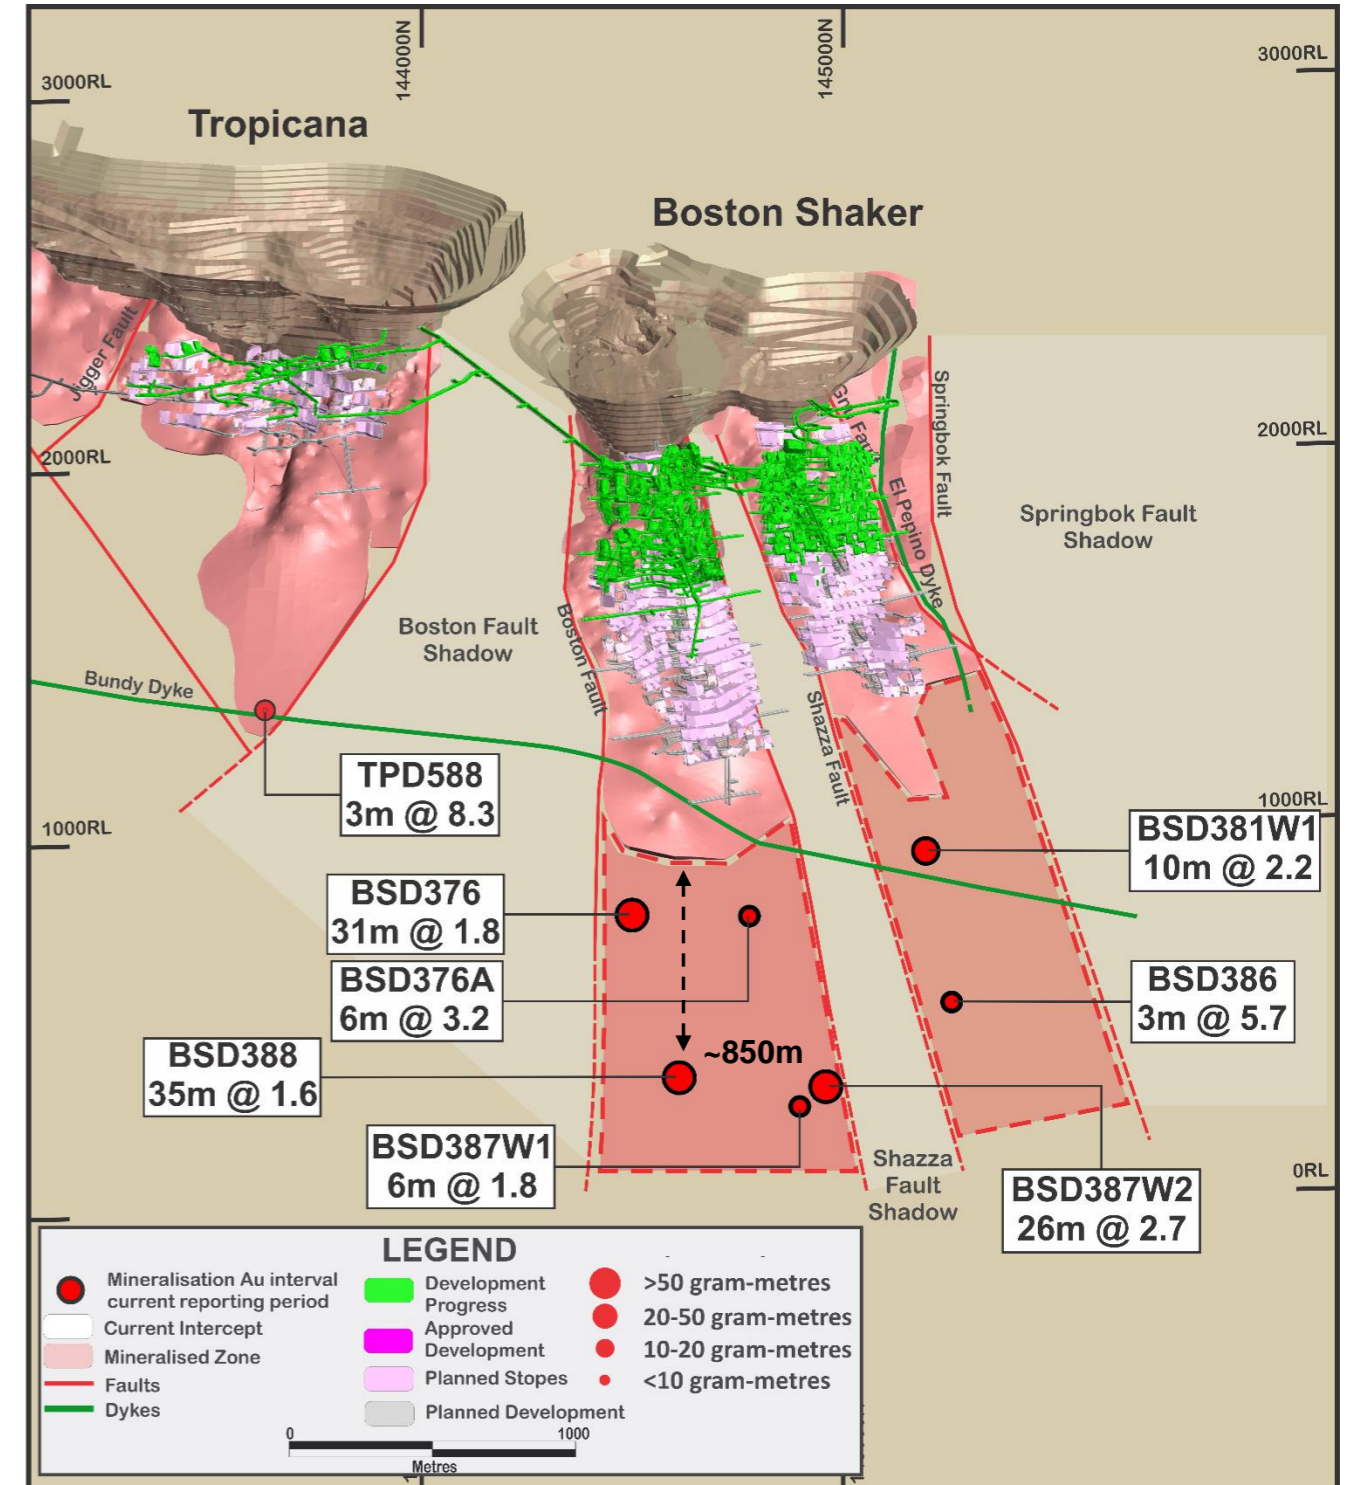 144000N
145000N
3000RL
3000RL
Tropicana
Boston Shaker
Jigger Fault
Springbok Fault
2000RL
2000RL
El Pepino Dyke
Springbok Fault
Shadow
Boston Fault
Shadow
Boston Fault
Bundy Dyke
Shazza Fault
TPD588
3m @ 8.3
1000RL
1000RL
BSD381W1
10m @ 2.2
BSD376
31m @ 1.8
BSD376A
6m @ 3.2
BSD386
3m @ 5.7
BSD388
35m @ 1.6
~850m
BSD387W1
6m @ 1.8
Shazza
Fault
Shadow
0RL
BSD387W2
26m @ 2.7
LEGEND
Mineralisation Au interval
current reporting period
Current Intercept
Mineralised Zone
Faults
Dykes
Development
Progress
Approved
Development
Planned Stopes
Planned Development
>50 gram-metres
20-50 gram-metres
10-20 gram-metres
<10 gram-metres
0
1000
Metres